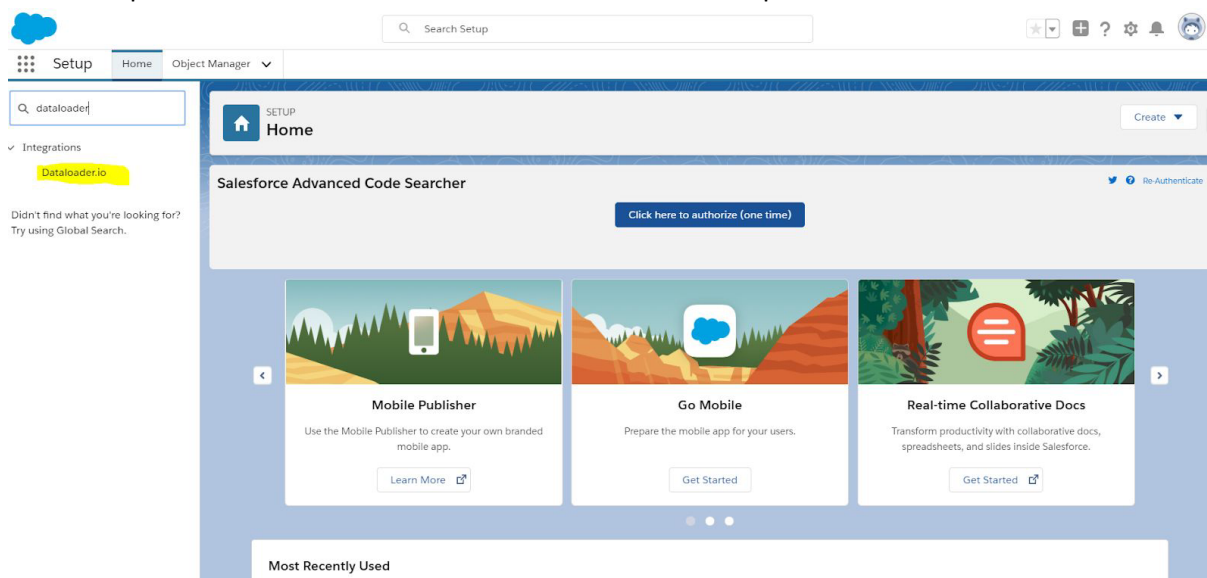 Search Setup
Setup
Home
Object Manager
dataloader
Integrations
Dataloader.io
Didn't find what you're looking for?
Try using Global Search.
SETUP
Home
Create
Salesforce Advanced Code Searcher
Re-Authenticate
Click here to authorize (one time)
Mobile Publisher
Use the Mobile Publisher to create your own branded
mobile app.
Learn More
Go Mobile
Prepare the mobile app for your users.
Get Started
Real-time Collaborative Docs
Transform productivity with collaborative docs,
spreadsheets, and slides inside Salesforce.
Get Started
Most Recently Used